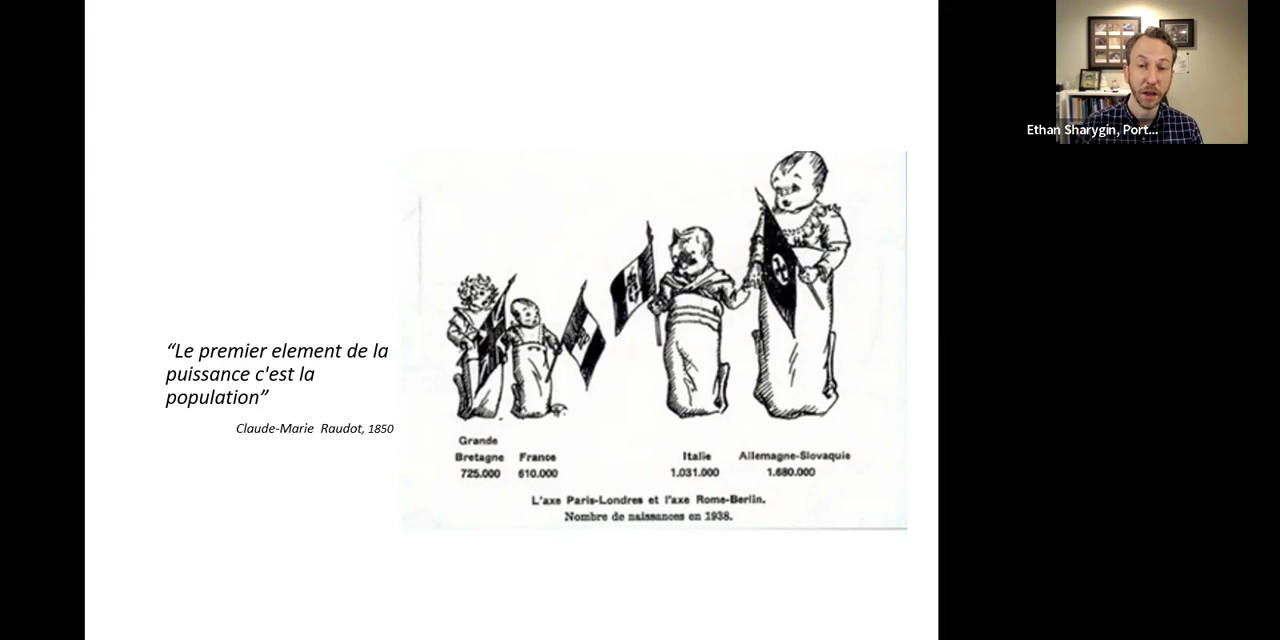 Ethan Sharygin, Port...
“Le premier element de la
puissance c'est la
population”
Claude-Marie Raudot, 1850
Grande
Bretagne France Italie Allemagne-Slovaquie
725.000 610.000 1.031.000 1.680.000
L'axe Paris-Londres et l'axe Rome-Berlin.
Nombre de naissances en 1938.